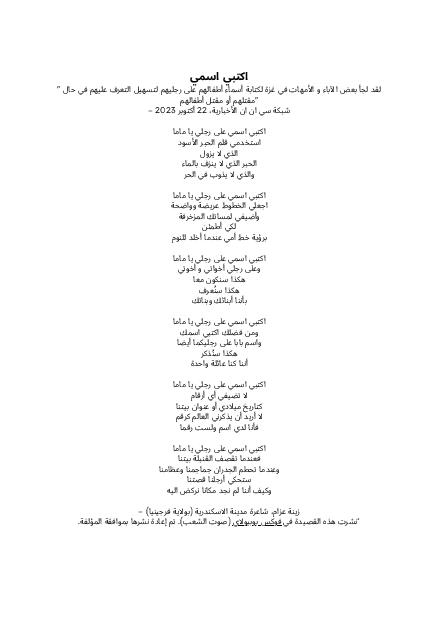 اكتبي اسمي
لقد لجأ بعض الآباء و الأمهات في غزة لكتابة أسماء أطفالهم على رجليهم لتسهيل التعرف عليهم في حال "
"مقتلهم أو مقتل أطفالهم
شبكة سي ان ان الأخبارية، 22 أكتوبر 2023 –
اكتبي اسمي على رجلي يا ماما
استخدمي قلم الحبر الأسود
الذي لا يزول
الحبر الذي لا ينزف بالماء
والذي لا يذوب في الحر
اكتبي اسمي على رجلي يا ماما
اجعلي الخطوط عريضة وواضحة
وأضيفي لمساتك المزخرفة
لكي أطمئن
برؤية خط أمي عندما أخلد للنوم
اكتبي اسمي على رجلي يا ماما
وعلى رجلي أخواتي و أخوتي
هكذا سنكون معا
هكذا سنُعرف
بأننا أبنائك وبناتك
اكتبي اسمي على رجلي يا ماما
ومن فضلك اكتبي اسمك
واسم بابا على رجليكما أيضا
هكذا سنُذكر
أننا كنا عائلة واحدة
اكتبي اسمي على رجلي يا ماما
لا تضيفي أي أرقام
كتاريخ ميلادي أو عنوان بيتنا
لا أريد أن يذكرني العالم كرقم
فأنا لدي اسم ولست رقما
اكتبي اسمي على رجلي يا ماما
فعندما تقصف القنبلة بيتنا
وعندما تحطم الجدران جماجمنا وعظامنا
ستحكي أرجلنا قصتنا
وكيف أننا لم نجد مكانا نركض اليه
زينة عزام، شاعرة مدينة الاسكندرية (بولاية فرجينيا) –
*نشرت هذه القصيدة في فوكس بوبيولاي (صوت الشعب). تم إعادة نشرها بموافقة المؤلفة.